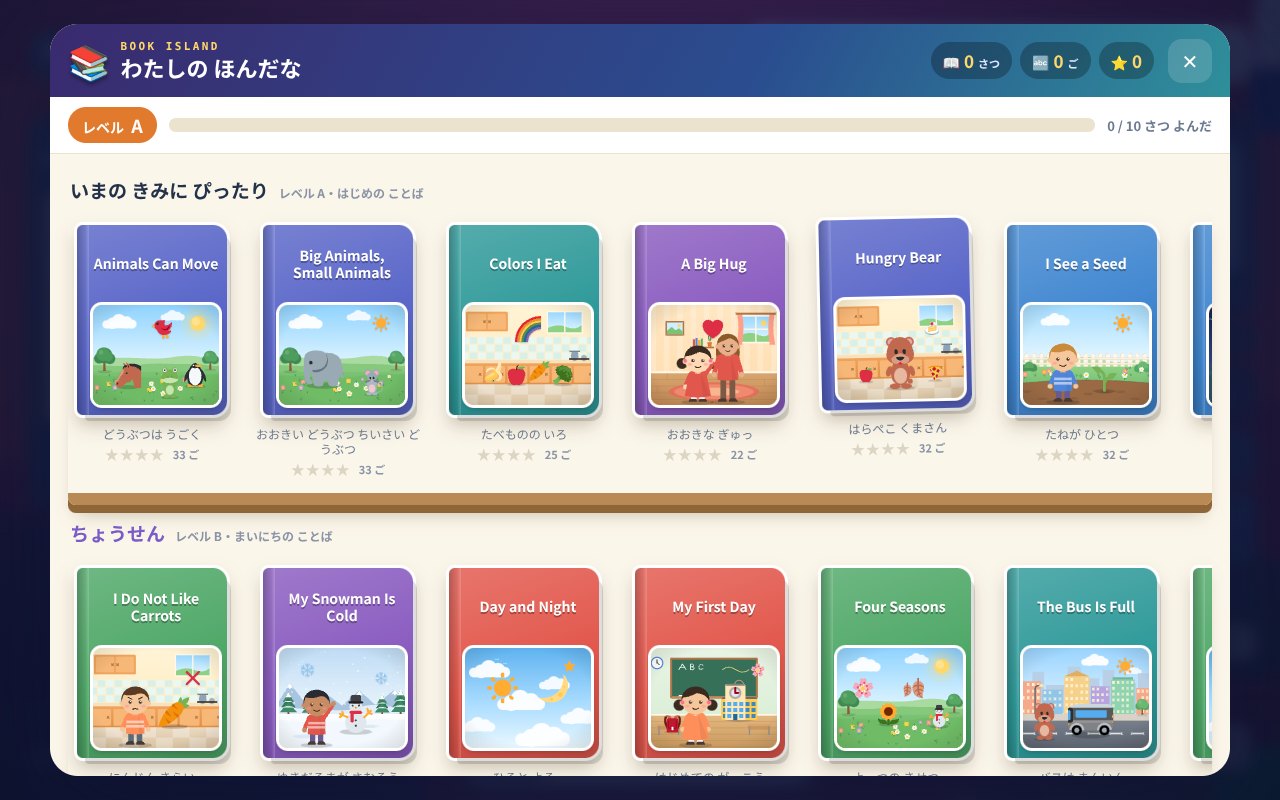 BOOK ISLAND
わたしの ほんだな
0 さつ
abc 0 ご
0
レベル A
0 / 10 さつ よんだ
いまの きみに ぴったり
レベル A・はじめの ことば
Animals Can Move
Big Animals,
Small Animals
Colors I Eat
A Big Hug
Hungry Bear
I See a Seed
どうぶつは うごく
おおきい どうぶつ ちいさい ど
うぶつ
たべものの いろ
おおきな ぎゅっ
はらぺこ くまさん
たねが ひとつ
33 ご
33 ご
25 ご
22 ご
32 ご
32 ご
ちょうせん
レベル B・まいにちの ことば
I Do Not Like
Carrots
My Snowman Is
Cold
Day and Night
My First Day
Four Seasons
The Bus Is Full
A B C